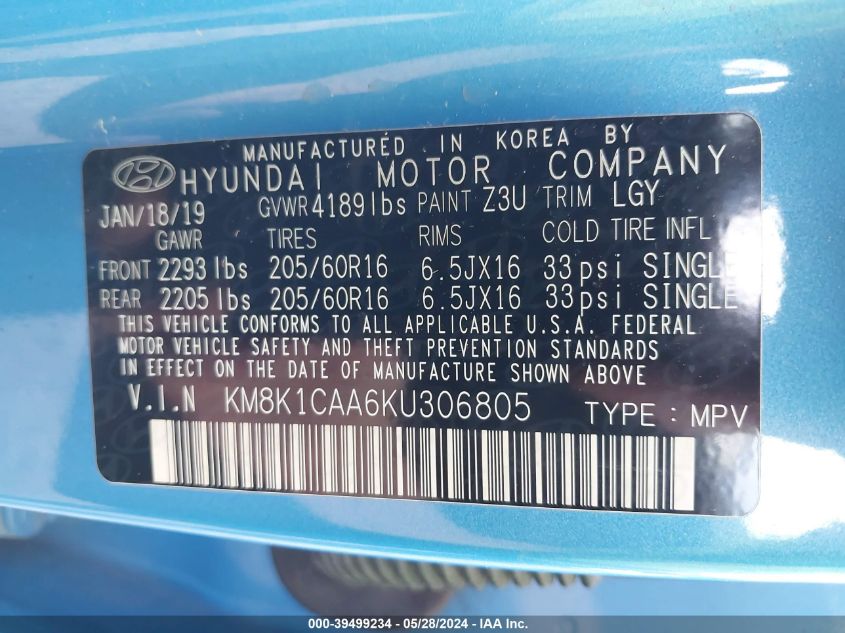 MANUFACTURED IN KOREA BY
HYUNDAI MOTOR COMPANY
JAN/18/19 GVWR 4189lbs PAINT Z3U TRIM LGY
GAWR TIRES RIMS COLD TIRE INFL
FRONT 2293 lbs 205/60R16 6.5JX16 33psi SINGLE
REAR 2205 lbs 205/60R16 6.5JX16 33psi SINGLE
THIS VEHICLE CONFORMS TO ALL APPLICABLE U.S.A. FEDERAL
MOTOR VEHICLE SAFETY AND THEFT PREVENTION STANDARDS
IN EFFECT ON THE DATE OF MANUFACTURE SHOWN ABOVE
V.I.N KM8K1CAA6KU306805 TYPE : MPV
000-39499234 - 05/28/2024 - IAA Inc.